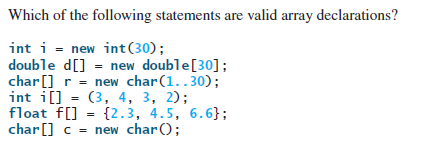 Which of the following statements are valid array declarations?
int i = new int(30);
double d[] = new double[30];
char[] r = new char(1..30);
int i[] = (3, 4, 3, 2);
float f[] = {2.3, 4.5, 6.6};
char[] c = new char();